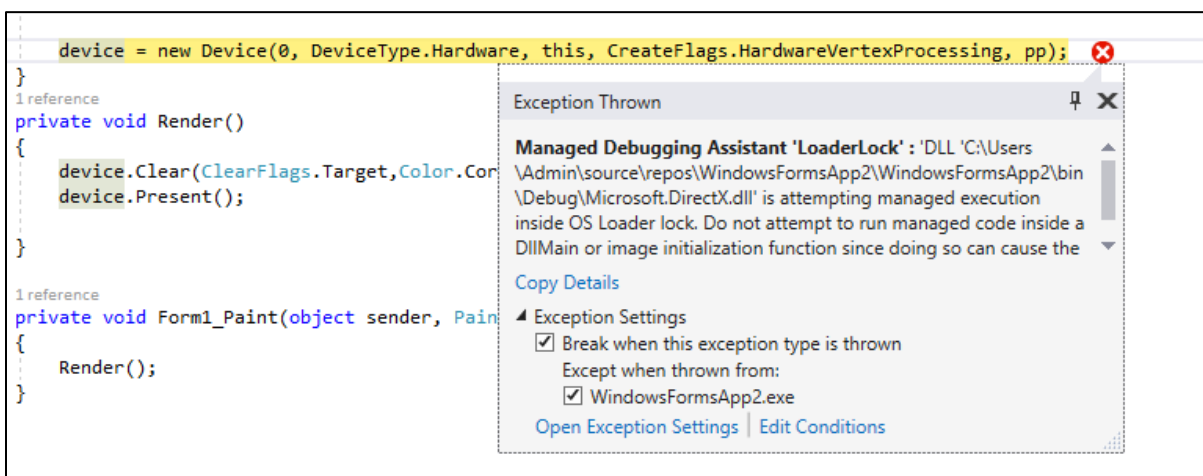 device = new Device(0, DeviceType.Hardware, this, CreateFlags.HardwareVertexProcessing, pp);
}
1 reference
private void Render()
{
device.Clear(ClearFlags.Target,Color.Cor
device.Present();
}
1 reference
private void Form1_Paint(object sender, Pain
{
Render();
}
Exception Thrown
Managed Debugging Assistant 'LoaderLock' : 'DLL 'C:\Users
\Admin\source\repos\WindowsFormsApp2\WindowsFormsApp2\bin
\Debug\Microsoft.DirectX.dll' is attempting managed execution
inside OS Loader lock. Do not attempt to run managed code inside a
DllMain or image initialization function since doing so can cause the
Copy Details
Exception Settings
Break when this exception type is thrown
Except when thrown from:
WindowsFormsApp2.exe
Open Exception Settings | Edit Conditions